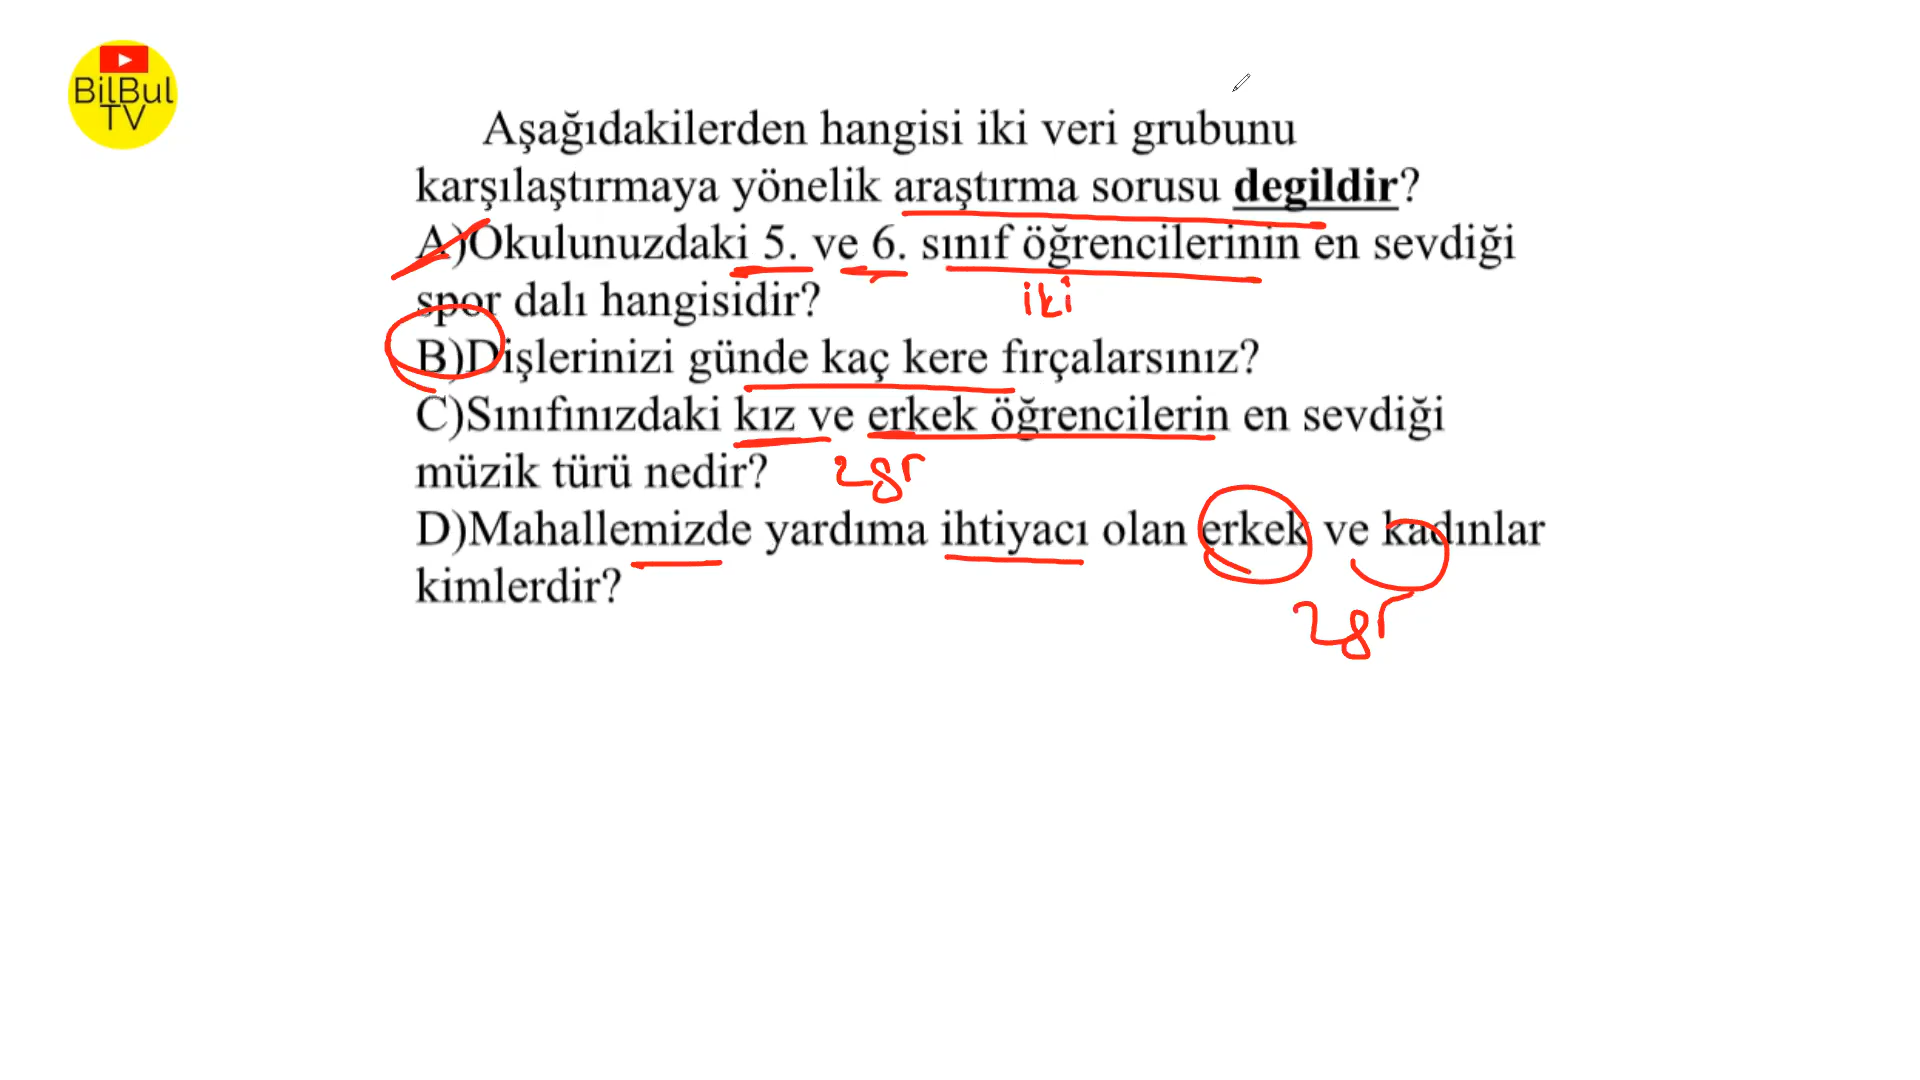 BilBul
TV
Aşağıdakilerden hangisi iki veri grubunu
karşılaştırmaya yönelik araştırma sorusu degildir?
A)Okulunuzdaki 5. ve 6. sınıf öğrencilerinin en sevdiği
spor dalı hangisidir?
iki
B)Dişlerinizi günde kaç kere fırçalarsınız?
C)Sınıfınızdaki kız ve erkek öğrencilerin en sevdiği
müzik türü nedir?
2gr
D)Mahallemizde yardıma ihtiyacı olan erkek ve kadınlar
kimlerdir?
2gr